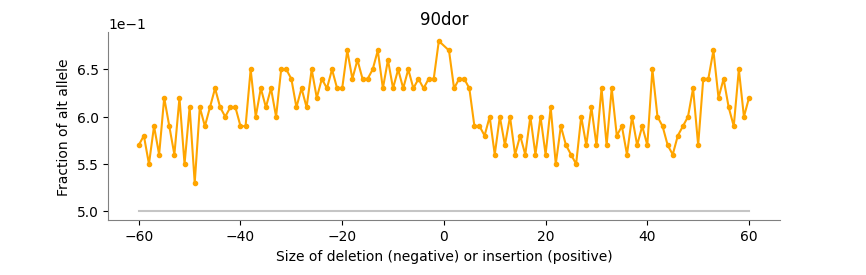 90dor
1e−1
6.5
6.0
5.5
5.0
Fraction of alt allele
−60 −40 −20 0 20 40 60
Size of deletion (negative) or insertion (positive)